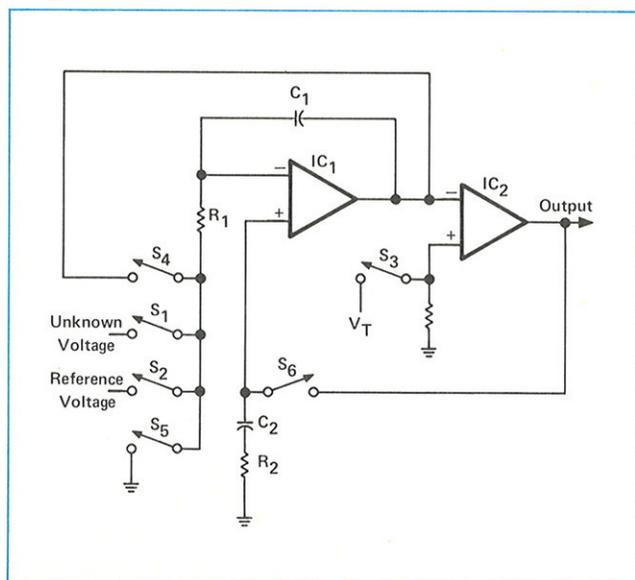 C1
IC1
IC2
Output
R1
S4
S3
VT
S1
Unknown
Voltage
S2
Reference
Voltage
S6
S5
C2
R2
− 
+
−
+